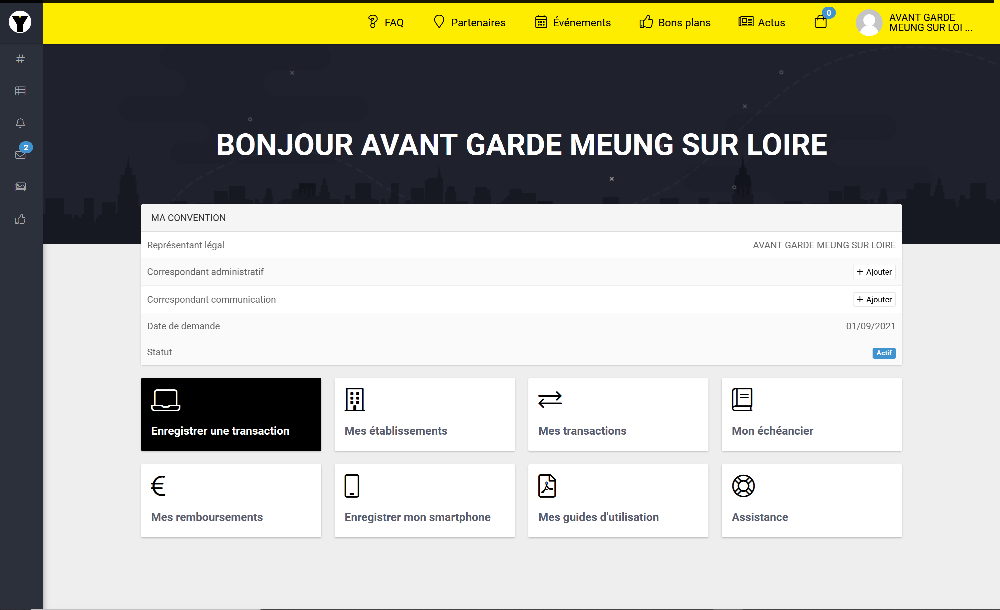 Y
FAQ
Partenaires
Événements
Bons plans
Actus
0
AVANT GARDE
MEUNG SUR LOI ...
2
BONJOUR AVANT GARDE MEUNG SUR LOIRE
MA CONVENTION
Représentant légal
AVANT GARDE MEUNG SUR LOIRE
Correspondant administratif
+ Ajouter
Correspondant communication
+ Ajouter
Date de demande
01/09/2021
Statut
Actif
Enregistrer une transaction
Mes établissements
Mes transactions
Mon échéancier
Mes remboursements
Enregistrer mon smartphone
Mes guides d'utilisation
Assistance